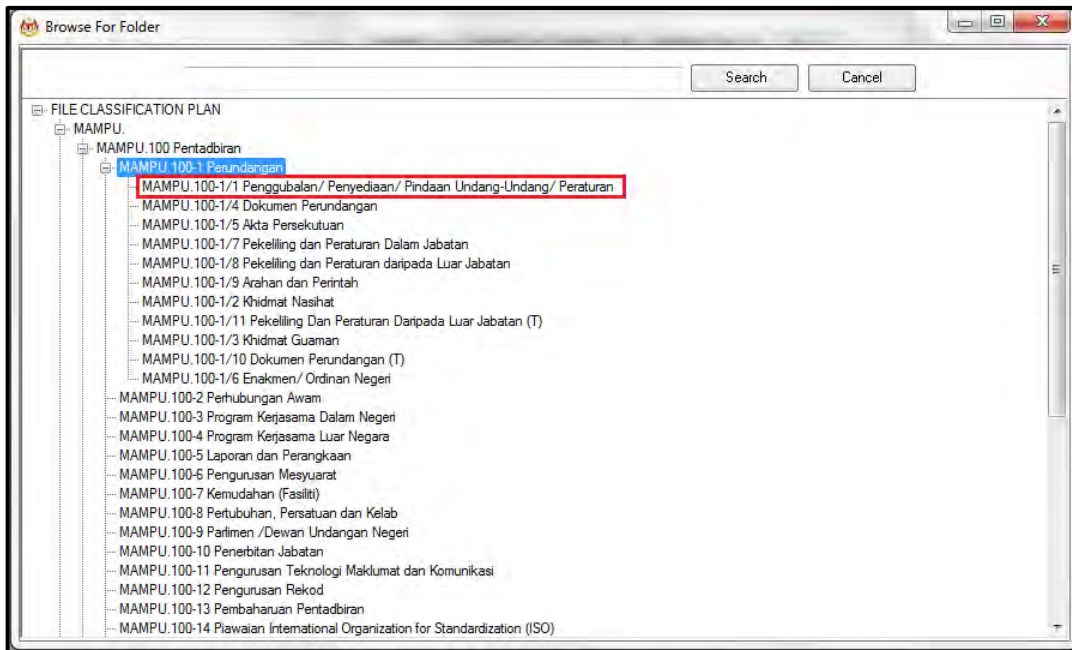 Browse For Folder
Search Cancel
FILE CLASSIFICATION PLAN
MAMPU.
MAMPU.100 Pentadbiran
MAMPU.100-1 Perundangan
MAMPU.100-1/1 Penggubalan/ Penyediaan/ Pindaan Undang-Undang/ Peraturan
MAMPU.100-1/4 Dokumen Perundangan
MAMPU.100-1/5 Akta Persekutuan
MAMPU.100-1/7 Pekeliling dan Peraturan Dalam Jabatan
MAMPU.100-1/8 Pekeliling dan Peraturan daripada Luar Jabatan
MAMPU.100-1/9 Arahan dan Perintah
MAMPU.100-1/2 Khidmat Nasihat
MAMPU.100-1/11 Pekeliling Dan Peraturan Daripada Luar Jabatan (T)
MAMPU.100-1/3 Khidmat Guaman
MAMPU.100-1/10 Dokumen Perundangan (T)
MAMPU.100-1/6 Enakmen/ Ordinan Negeri
MAMPU.100-2 Perhubungan Awam
MAMPU.100-3 Program Kerjasama Dalam Negeri
MAMPU.100-4 Program Kerjasama Luar Negara
MAMPU.100-5 Laporan dan Perangkaan
MAMPU.100-6 Pengurusan Mesyuarat
MAMPU.100-7 Kemudahan (Fasiliti)
MAMPU.100-8 Pertubuhan, Persatuan dan Kelab
MAMPU.100-9 Parlimen /Dewan Undangan Negeri
MAMPU.100-10 Penerbitan Jabatan
MAMPU.100-11 Pengurusan Teknologi Maklumat dan Komunikasi
MAMPU.100-12 Pengurusan Rekod
MAMPU.100-13 Pembaharuan Pentadbiran
MAMPU.100-14 Piawaian International Organization for Standardization (ISO)